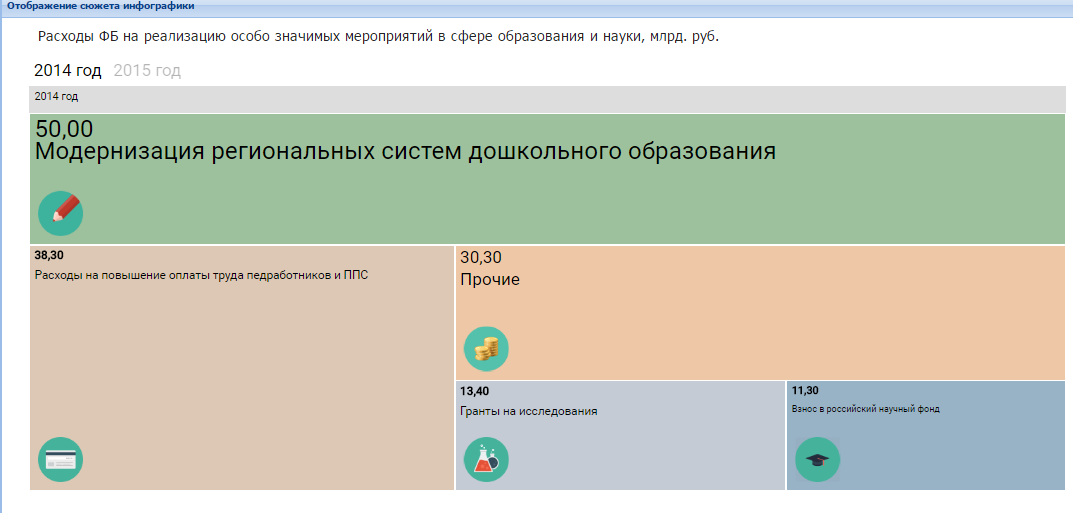 Отображение сюжета инфографики
Расходы ФБ на реализацию особо значимых мероприятий в сфере образования и науки, млрд. руб.
2014 год 2015 год
2014 год
50,00
Модернизация региональных систем дошкольного образования
38,30
Расходы на повышение оплаты труда педработников и ППС
30,30
Прочие
13,40
Гранты на исследования
11,30
Взнос в российский научный фонд